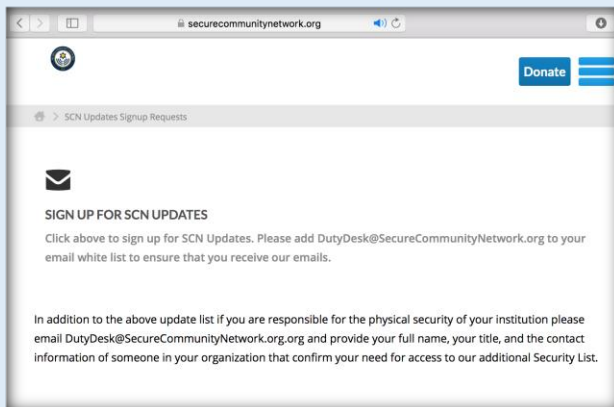 securecommunitynetwork.org
Donate
> SCN Updates Signup Requests
SIGN UP FOR SCN UPDATES
Click above to sign up for SCN Updates. Please add DutyDesk@SecureCommunityNetwork.org to your
email white list to ensure that you receive our emails.
In addition to the above update list if you are responsible for the physical security of your institution please
email DutyDesk@SecureCommunityNetwork.org.org and provide your full name, your title, and the contact
information of someone in your organization that confirm your need for access to our additional Security List.